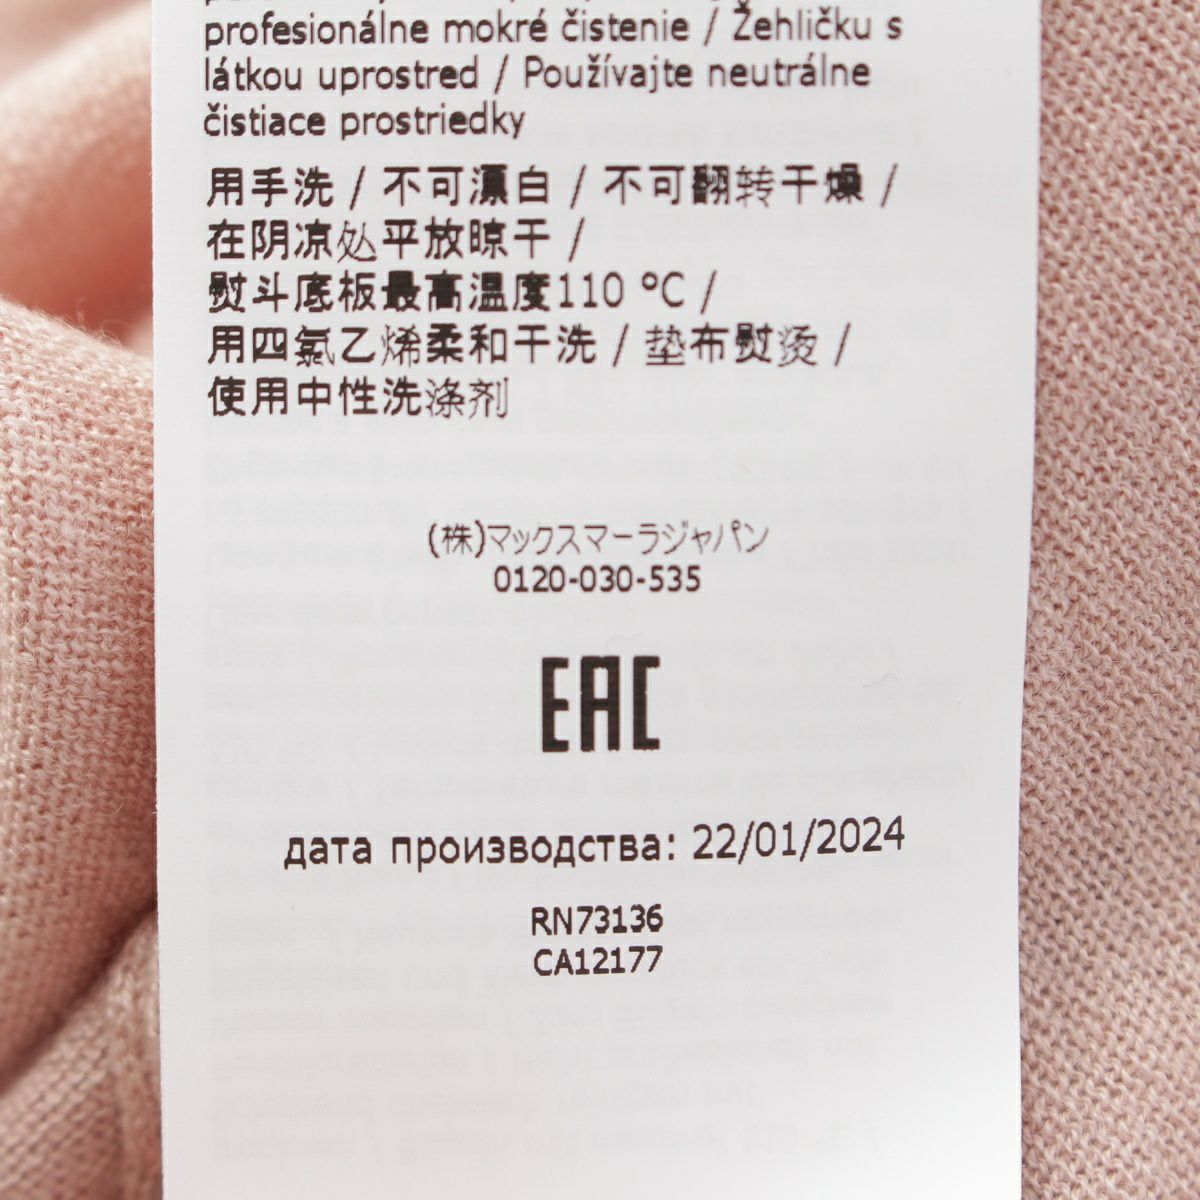 profesionálne mokré čistenie / Žehličku s
látkou uprostred / Používajte neutrálne
čistiace prostriedky
用手洗 / 不可漂白 / 不可翻转干燥 /
在阴凉处平放晾干 /
熨斗底板最高温度110 °C /
用四氯乙烯柔和干洗 / 垫布熨烫 /
使用中性洗涤剂
(株)マックスマーラジャパン
0120-030-535
EAC
дата производства: 22/01/2024
RN73136
CA12177